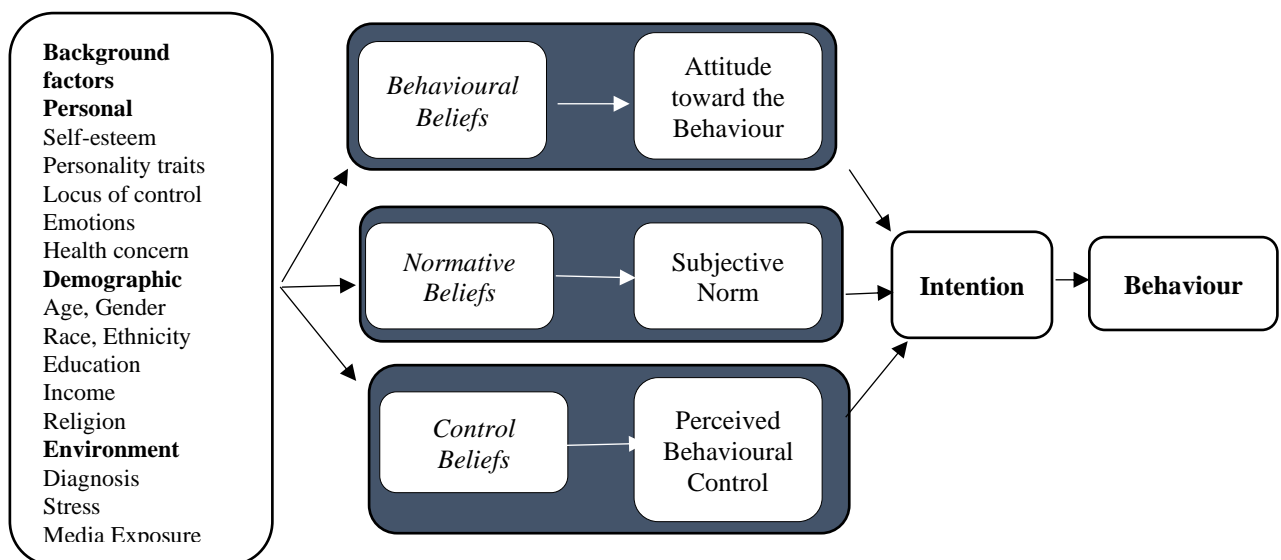 Background
factors
Personal
Self-esteem
Personality traits
Locus of control
Emotions
Health concern
Demographic
Age, Gender
Race, Ethnicity
Education
Income
Religion
Environment
Diagnosis
Stress
Media Exposure
Behavioural
Beliefs
Attitude
toward the
Behaviour
Normative
Beliefs
Subjective
Norm
Control
Beliefs
Perceived
Behavioural
Control
Intention
Behaviour